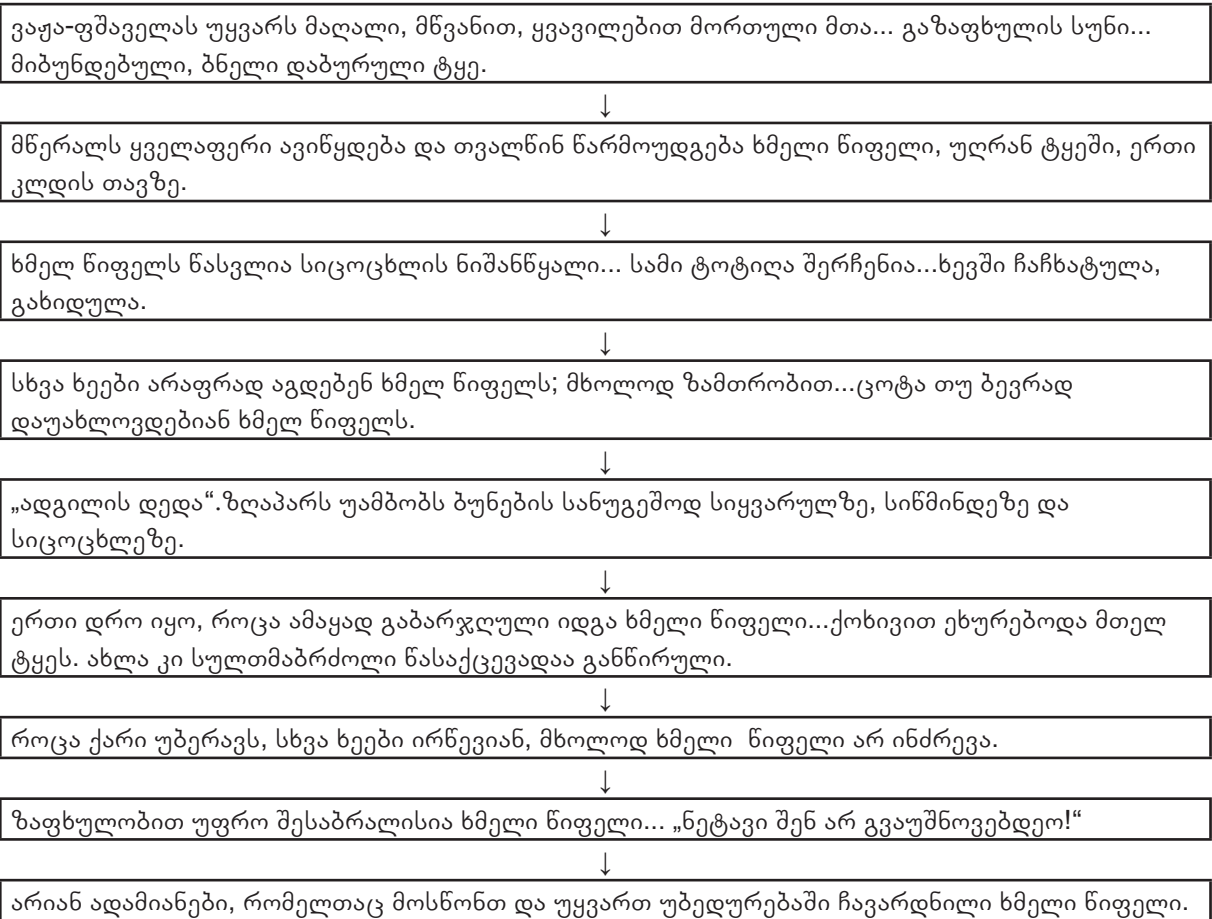 ვაჟა-ფშაველას უყვარს მაღალი, მწვანით, ყვავილებით მორთული მთა... გაზაფხულის სუნი...
მიბუნდებული, ბნელი დაბურული ტყე.
↓
მწერალს ყველაფერი ავიწყდება და თვალწინ წარმოუდგება ხმელი წიფელი, უღრან ტყეში, ერთი
კლდის თავზე.
↓
ხმელ წიფელს წასვლია სიცოცხლის ნიშანწყალი... სამი ტოტიღა შერჩენია...ხევში ჩაჩხატულა,
გახიდულა.
↓
სხვა ხეები არაფრად აგდებენ ხმელ წიფელს; მხოლოდ ზამთრობით...ცოტა თუ ბევრად
დაუახლოვდებიან ხმელ წიფელს.
↓
„ადგილის დედა“.ზღაპარს უამბობს ბუნების სანუგეშოდ სიყვარულზე, სიწმინდეზე და
სიცოცხლეზე.
↓
ერთი დრო იყო, როცა ამაყად გაბარჯღული იდგა ხმელი წიფელი...ქოხივით ეხურებოდა მთელ
ტყეს. ახლა კი სულთმაბრძოლი წასაქცევადაა განწირული.
↓
როცა ქარი უბერავს, სხვა ხეები ირწევიან, მხოლოდ ხმელი წიფელი არ ინძრევა.
↓
ზაფხულობით უფრო შესაბრალისია ხმელი წიფელი... „ნეტავი შენ არ გვაუშნოვებდეო!“
↓
არიან ადამიანები, რომელთაც მოსწონთ და უყვართ უბედურებაში ჩავარდნილი ხმელი წიფელი.